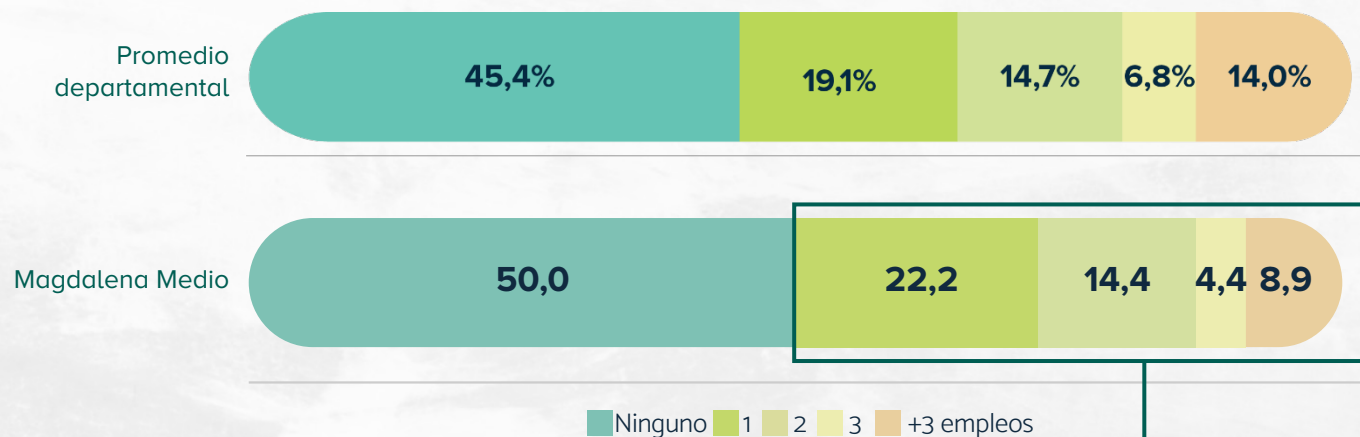 Promedio
departamental
45,4% 19,1% 14,7% 6,8% 14,0%
Magdalena Medio
50,0 22,2 14,4 4,4 8,9
Ninguno 1 2 3 +3 empleos